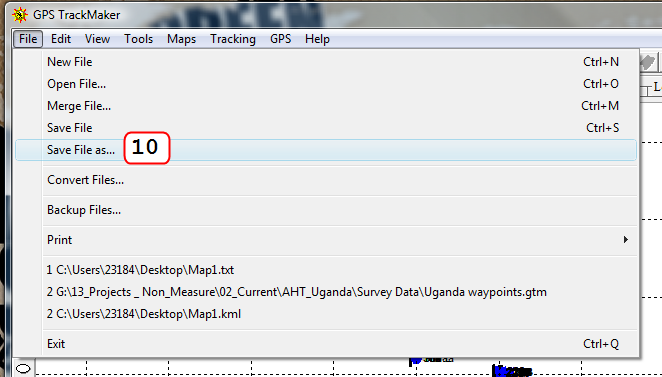 GPS TrackMaker
File Edit View Tools Maps Tracking GPS Help
New File Ctrl+N
Open File... Ctrl+O
Merge File... Ctrl+M
Save File Ctrl+S
Save File as... 10
Convert Files...
Backup Files...
Print
1 C:\Users\23184\Desktop\Map1.txt
2 G:\13_Projects _ Non_Measure\02_Current\AHT_Uganda\Survey Data\Uganda waypoints.gtm
2 C:\Users\23184\Desktop\Map1.kml
Exit Ctrl+Q